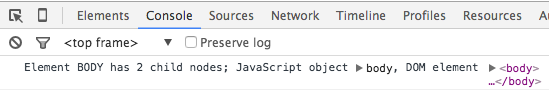 Elements Console Sources Network Timeline Profiles Resources
<top frame> ▼ Preserve log
Element BODY has 2 child nodes; JavaScript object ▶body, DOM element ▶<body>
…</body>